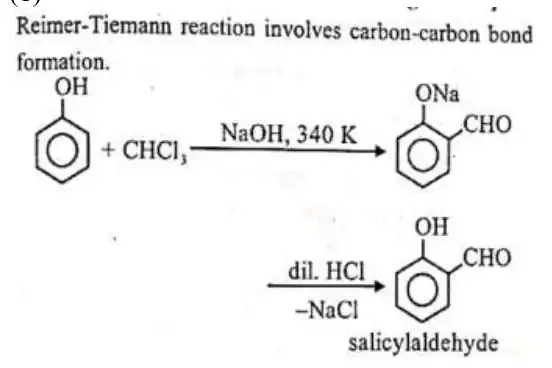 Reimer-Tiemann reaction involves carbon-carbon bond
formation.
OH
+ CHCl₃
NaOH, 340 K
ONa
CHO
OH
CHO
dil. HCl
–NaCl
salicylaldehyde